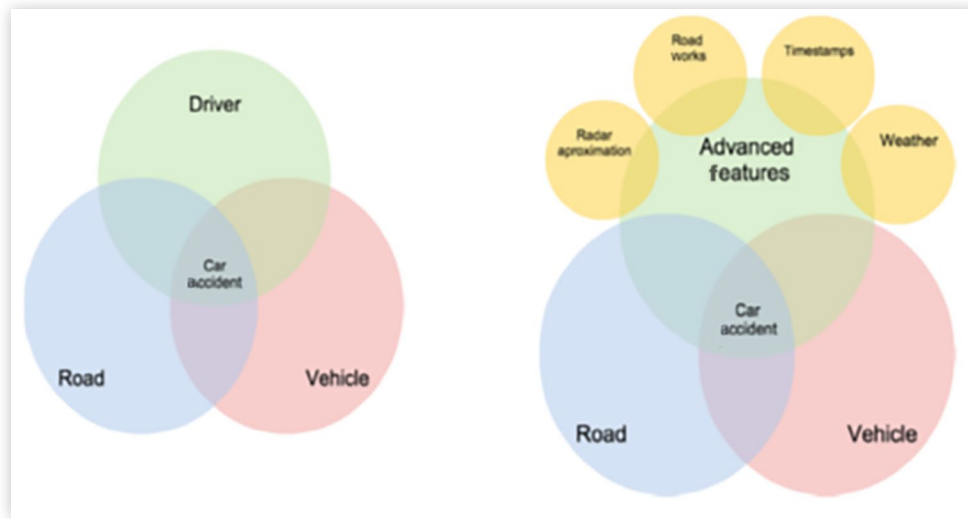 Driver
Car
accident
Road
Vehicle
Road
works
Timestamps
Radar
aproximation
Weather
Advanced
features
Car
accident
Road
Vehicle